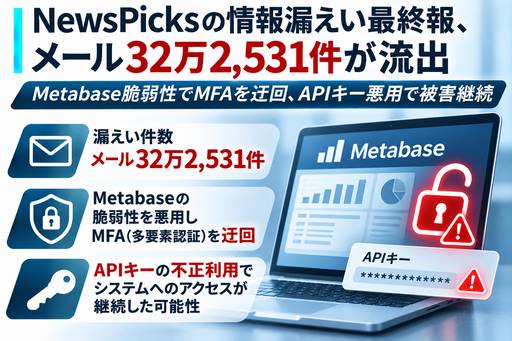 NewsPicksの情報漏えい最終報、
メール32万2,531件が流出
Metabase脆弱性でMFAを迂回、APIキー悪用で被害継続
漏えい件数
メール32万2,531件
Metabaseの
脆弱性を悪用し
MFA(多要素認証)を迂回
APIキーの不正利用で
システムへのアクセスが
継続した可能性
Metabase
APIキー
*************